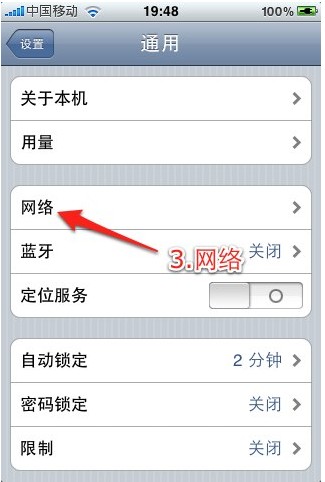 中国移动 19:48 100%
设置 通用
关于本机
用量
网络
3.网络
蓝牙 关闭
定位服务
自动锁定 2 分钟
密码锁定 关闭
限制 关闭